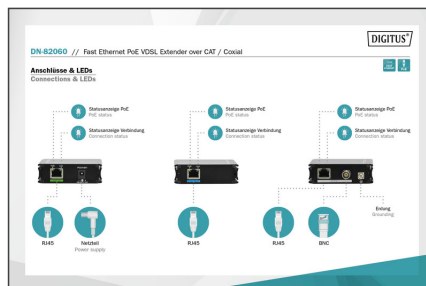 DIGITUS®
DN-82060 // Fast Ethernet PoE VDSL Extender over CAT / Coxial
Anschlüsse & LEDs
Connections & LEDs
Statusanzeige PoE
PoE status
Statusanzeige Verbindung
Connection status
Statusanzeige PoE
PoE status
Statusanzeige Verbindung
Connection status
Statusanzeige PoE
PoE status
Statusanzeige Verbindung
Connection status
RJ45
Netzteil
Power supply
RJ45
RJ45
BNC
Erdung
Grounding